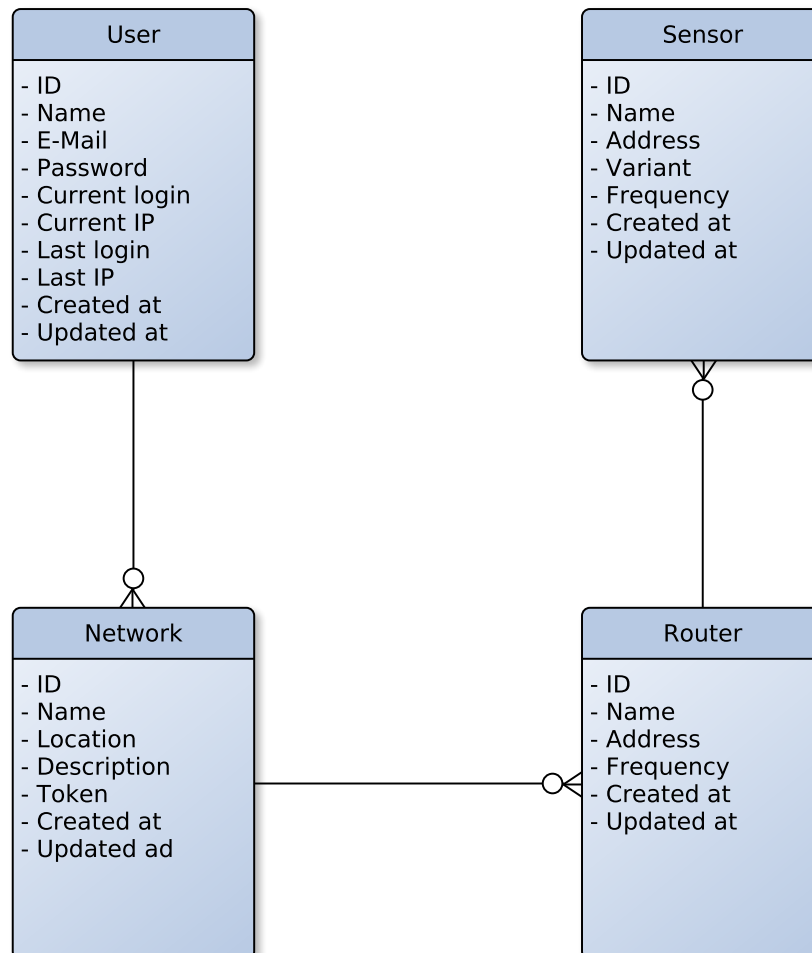 User
- ID
- Name
- E-Mail
- Password
- Current login
- Current IP
- Last login
- Last IP
- Created at
- Updated at
Sensor
- ID
- Name
- Address
- Variant
- Frequency
- Created at
- Updated at
Network
- ID
- Name
- Location
- Description
- Token
- Created at
- Updated ad
Router
- ID
- Name
- Address
- Frequency
- Created at
- Updated at